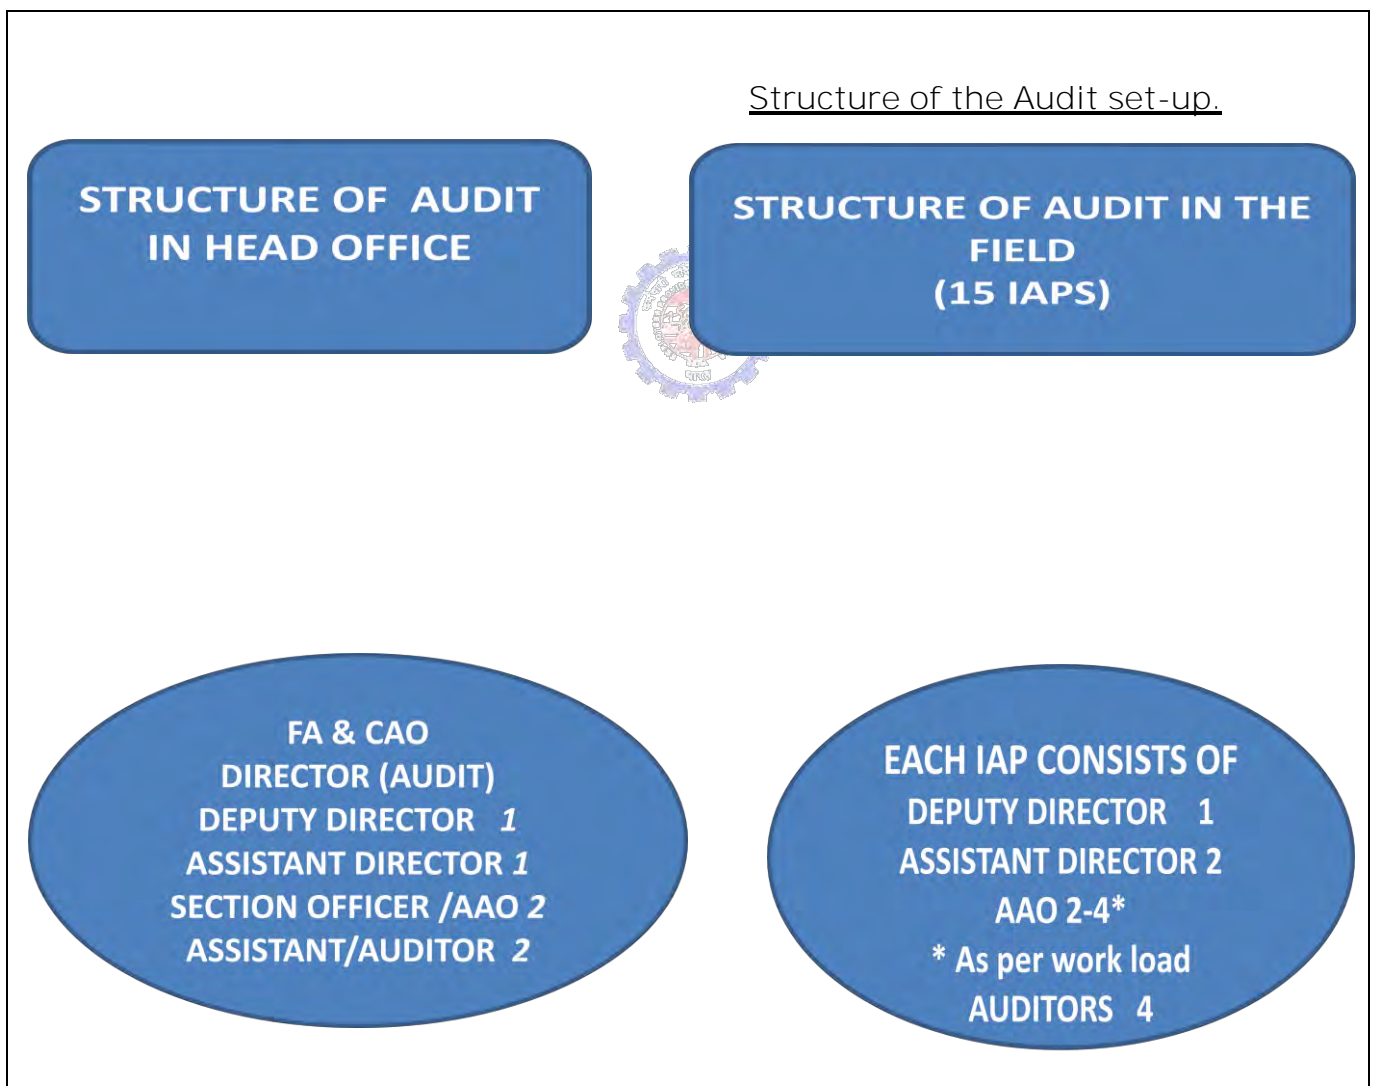 Structure of the Audit set-up.
STRUCTURE OF AUDIT
IN HEAD OFFICE
STRUCTURE OF AUDIT IN THE
FIELD
(15 IAPS)
FA & CAO
DIRECTOR (AUDIT)
DEPUTY DIRECTOR 1
ASSISTANT DIRECTOR 1
SECTION OFFICER /AAO 2
ASSISTANT/AUDITOR 2
EACH IAP CONSISTS OF
DEPUTY DIRECTOR 1
ASSISTANT DIRECTOR 2
AAO 2-4*
* As per work load
AUDITORS 4